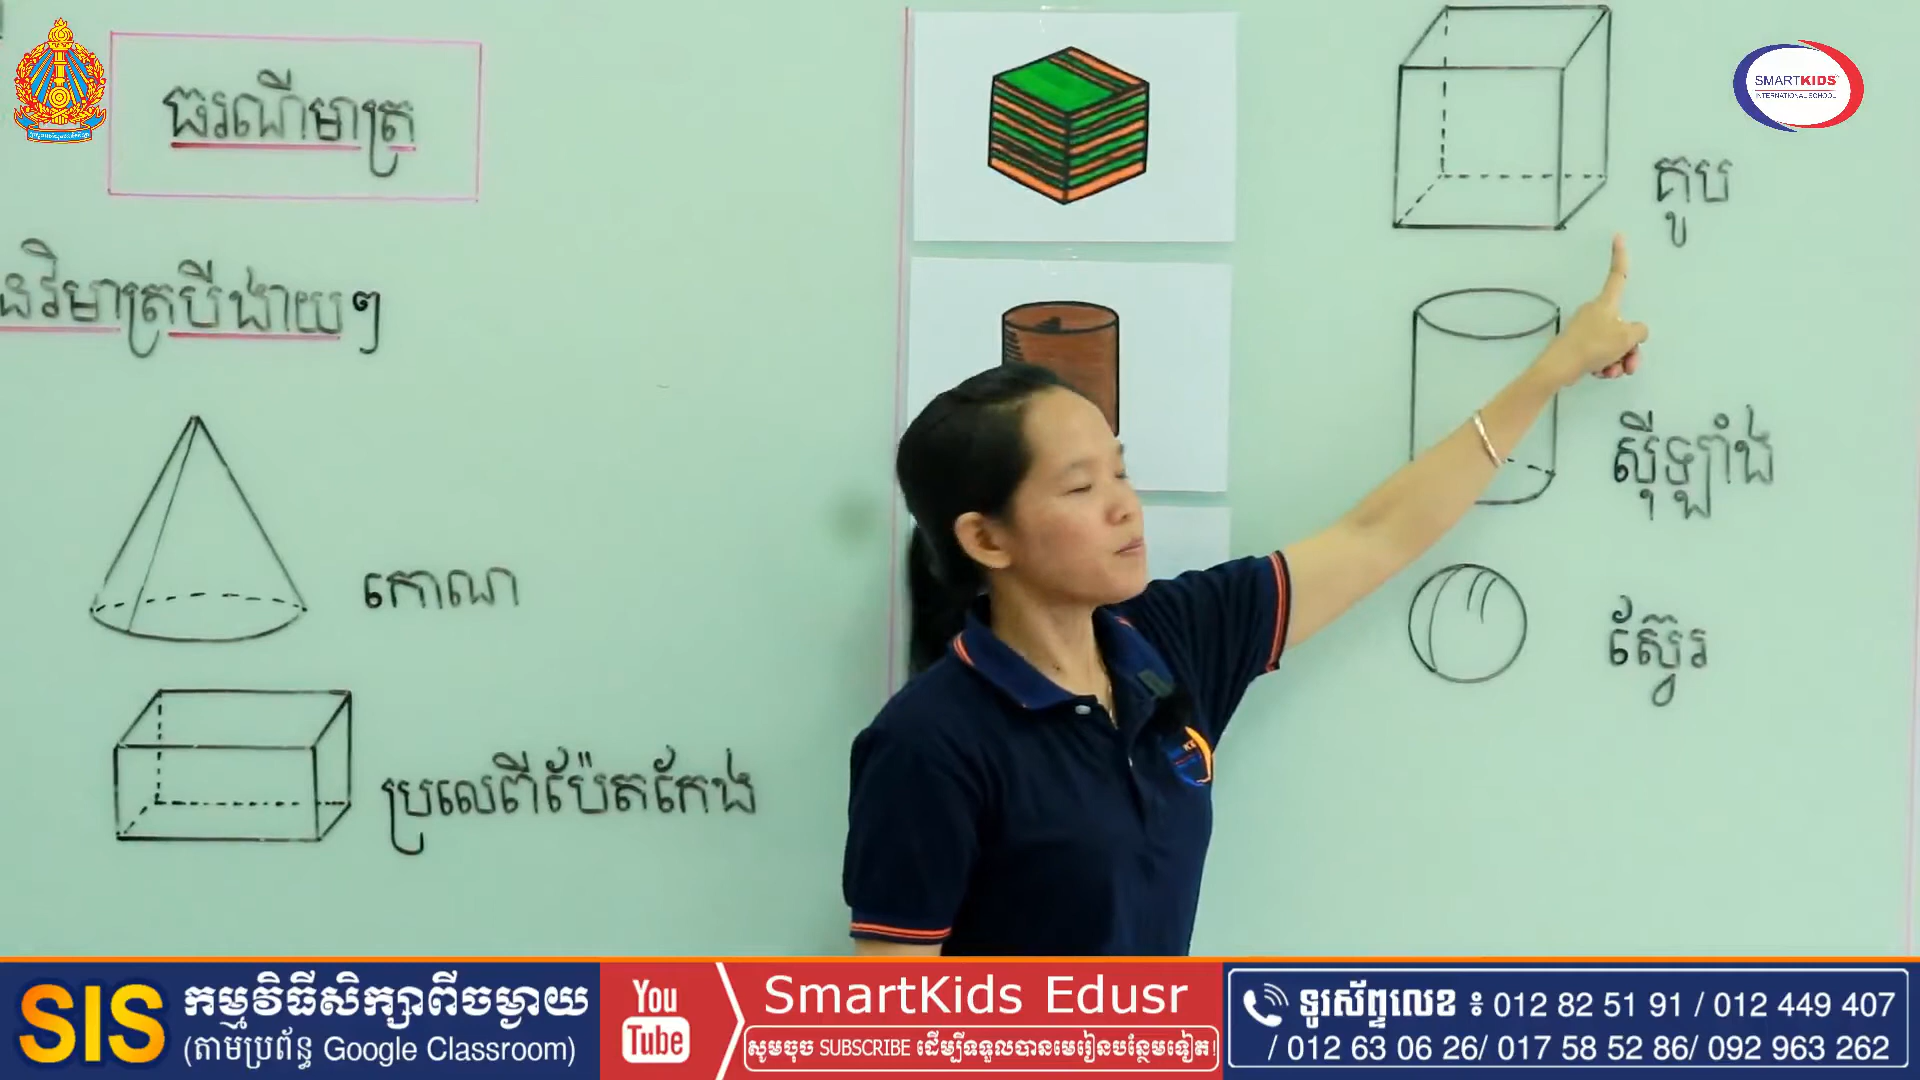 ធរណីមាត្រ
វិមាត្របីងាយៗ
កោណ
ប្រលេពីប៉ែតកែង
គូប
ស៊ីឡាំង
ស្វ៊ែរ
SMARTKIDS
INTERNATIONAL SCHOOL
SIS
កម្មវិធីសិក្សាពីចម្ងាយ
(តាមប្រព័ន្ធ Google Classroom)
You
Tube
SmartKids Edusr
សូមចុច SUBSCRIBE ដើម្បីទទួលបានមេរៀនបន្ថែមទៀត!
ទូរស័ព្ទលេខ ៖ 012 82 51 91 / 012 449 407
/ 012 63 06 26/ 017 58 52 86/ 092 963 262